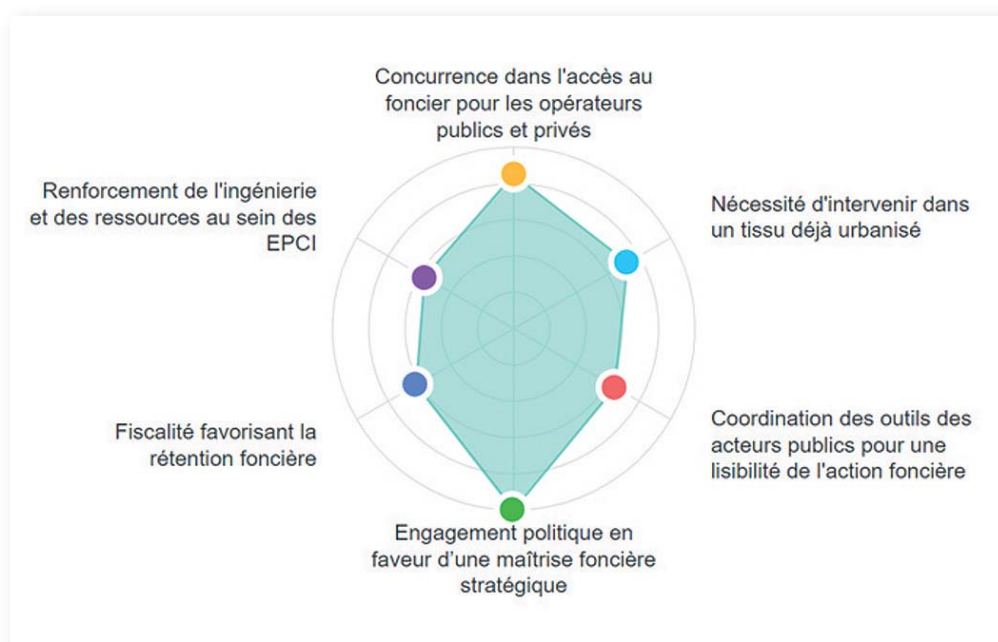 Concurrence dans l'accès au
foncier pour les opérateurs
publics et privés
Nécessité d'intervenir dans
un tissu déjà urbanisé
Coordination des outils des
acteurs publics pour une
lisibilité de l'action foncière
Engagement politique en
faveur d’une maîtrise foncière
stratégique
Fiscalité favorisant la
rétention foncière
Renforcement de l'ingénierie
et des ressources au sein des
EPCI